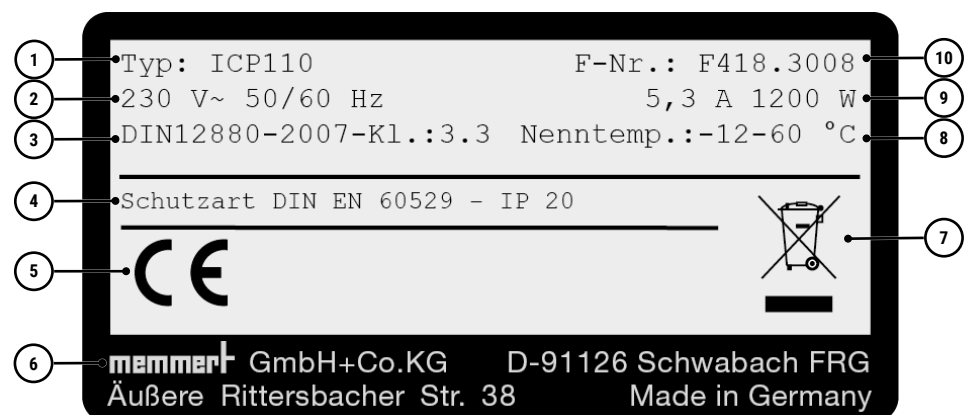 1 Typ: ICP110 F-Nr.: F418.3008 10
2 230 V~ 50/60 Hz 5,3 A 1200 W 9
3 DIN12880-2007-Kl.:3.3 Nenntemp.:-12-60 °C 8
4 Schutzart DIN EN 60529 – IP 20
7
5 CE
6 memmert GmbH+Co.KG D-91126 Schwabach FRG
Äußere Rittersbacher Str. 38 Made in Germany